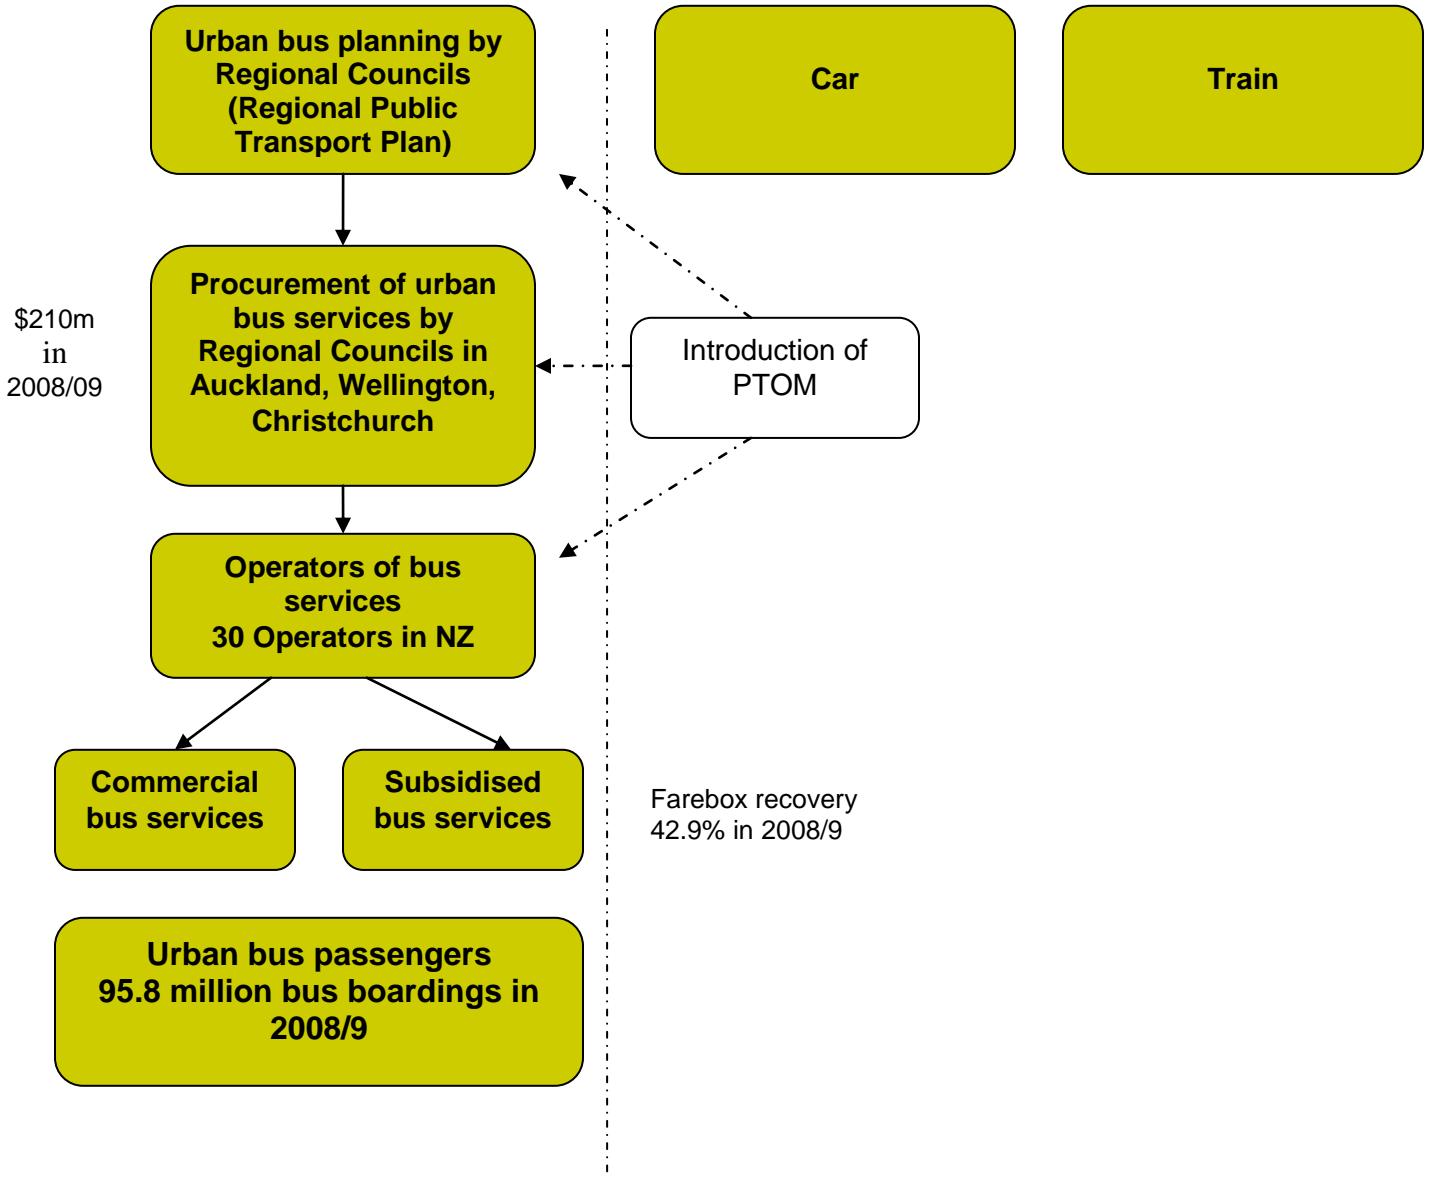 Urban bus planning by
Regional Councils
(Regional Public
Transport Plan)
Car
Train
Procurement of urban
bus services by
Regional Councils in
Auckland, Wellington,
Christchurch
$210m
in
2008/09
Introduction of
PTOM
Operators of bus
services
30 Operators in NZ
Commercial
bus services
Subsidised
bus services
Farebox recovery
42.9% in 2008/9
Urban bus passengers
95.8 million bus boardings in
2008/9